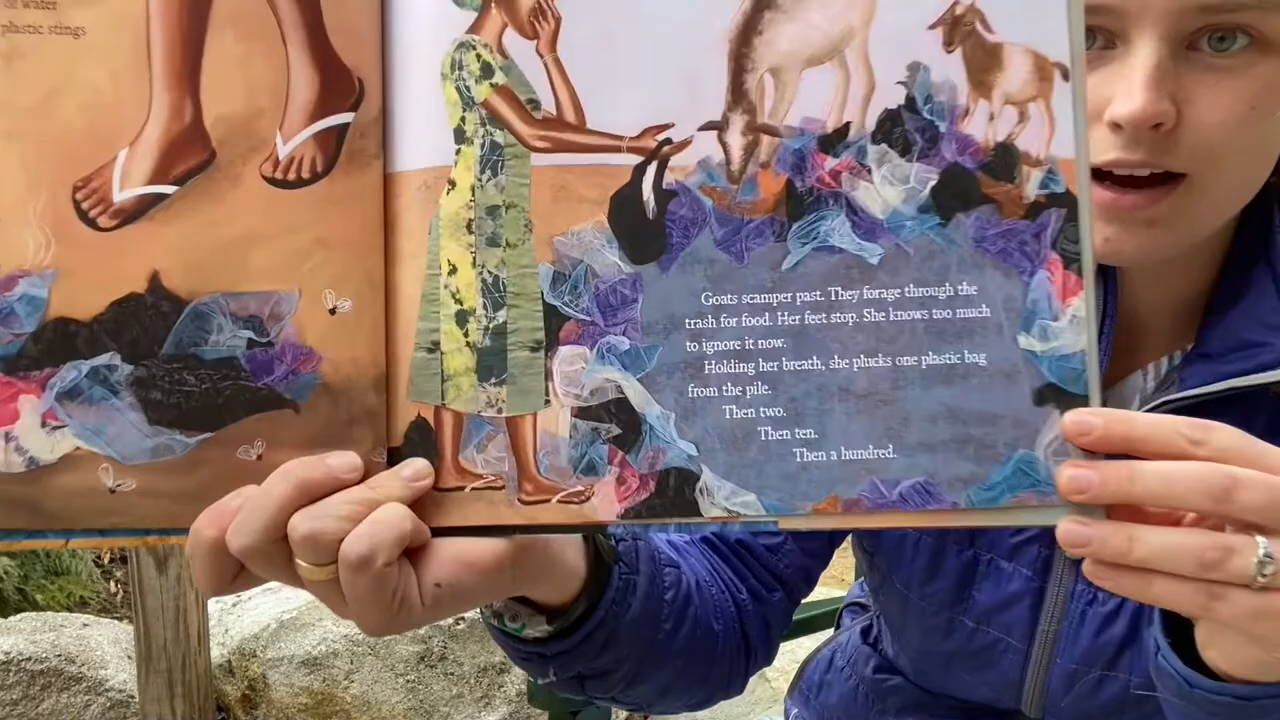 of water
plastic stings
Goats scamper past. They forage through the
trash for food. Her feet stop. She knows too much
to ignore it now.
Holding her breath, she plucks one plastic bag
from the pile.
Then two.
Then ten.
Then a hundred.